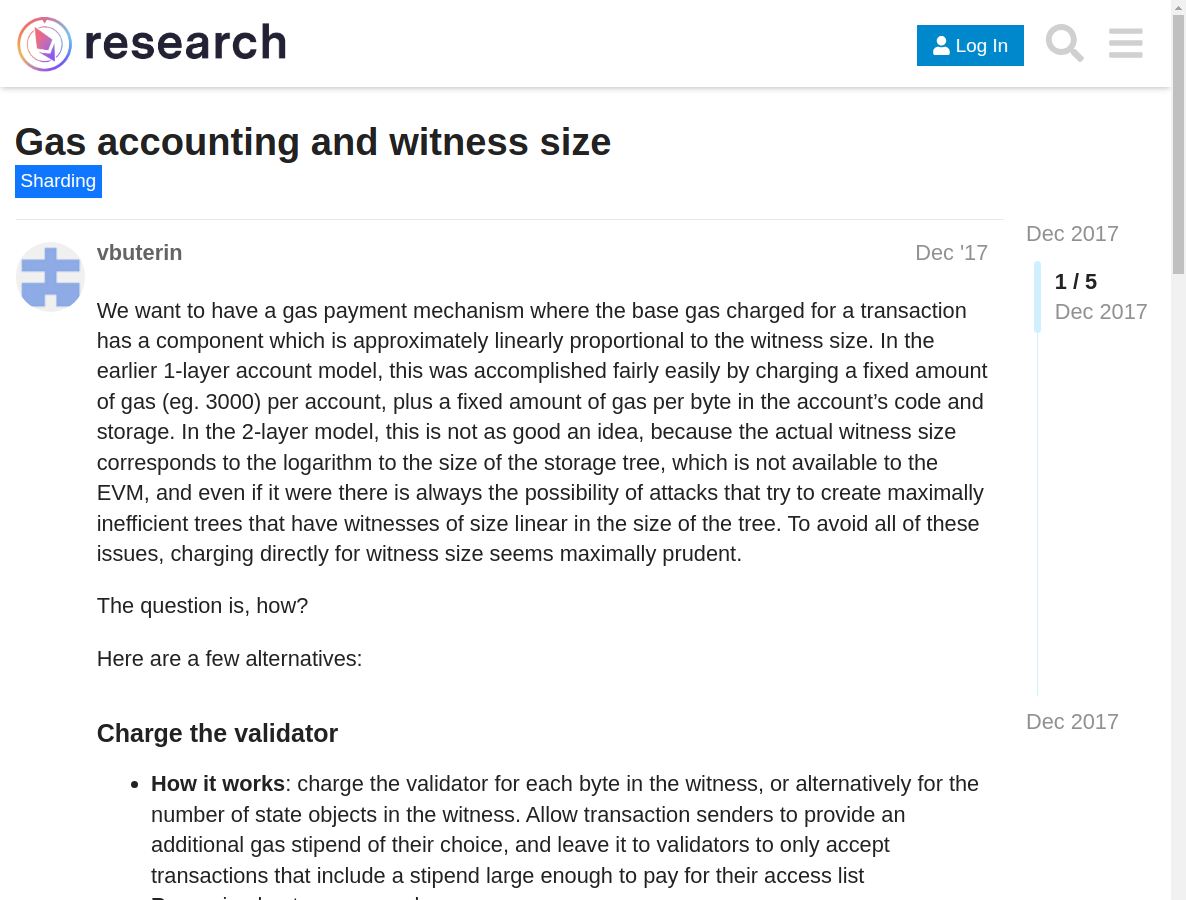 research
Log In
Gas accounting and witness size
Sharding
vbuterin
Dec '17
We want to have a gas payment mechanism where the base gas charged for a transaction
has a component which is approximately linearly proportional to the witness size. In the
earlier 1-layer account model, this was accomplished fairly easily by charging a fixed amount
of gas (eg. 3000) per account, plus a fixed amount of gas per byte in the account’s code and
storage. In the 2-layer model, this is not as good an idea, because the actual witness size
corresponds to the logarithm to the size of the storage tree, which is not available to the
EVM, and even if it were there is always the possibility of attacks that try to create maximally
inefficient trees that have witnesses of size linear in the size of the tree. To avoid all of these
issues, charging directly for witness size seems maximally prudent.
The question is, how?
Here are a few alternatives:
Charge the validator
• How it works: charge the validator for each byte in the witness, or alternatively for the
number of state objects in the witness. Allow transaction senders to provide an
additional gas stipend of their choice, and leave it to validators to only accept
transactions that include a stipend large enough to pay for their access list
Dec 2017
1 / 5
Dec 2017
Dec 2017